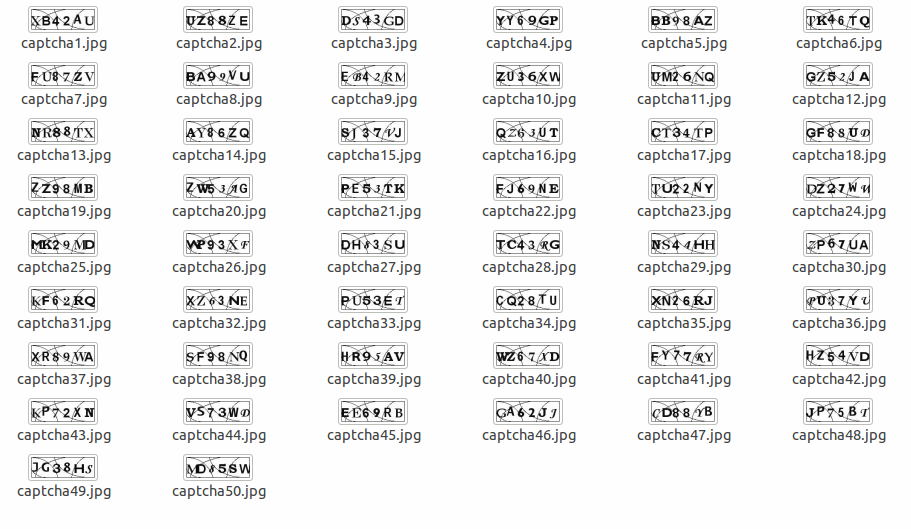 XB42AU UZ88ZE DS43GD YY69GP BB98AZ TK46TQ
captcha1.jpg captcha2.jpg captcha3.jpg captcha4.jpg captcha5.jpg captcha6.jpg
FU87ZV BA99VU EB42RM ZU36XW UM26NQ GZ52JA
captcha7.jpg captcha8.jpg captcha9.jpg captcha10.jpg captcha11.jpg captcha12.jpg
NR88TX AY86ZQ SJ37VJ QZ63UT CT34TP GF88UD
captcha13.jpg captcha14.jpg captcha15.jpg captcha16.jpg captcha17.jpg captcha18.jpg
ZZ98MB ZW53AG PE53TK FJ69NE TU22NY DZ27WW
captcha19.jpg captcha20.jpg captcha21.jpg captcha22.jpg captcha23.jpg captcha24.jpg
MK29MD WP93XF DH83SU TC43RG NS44HH ZP67UA
captcha25.jpg captcha26.jpg captcha27.jpg captcha28.jpg captcha29.jpg captcha30.jpg
KF62RQ XZ63NE PU53ET CQ28TU XN26RJ PU37YU
captcha31.jpg captcha32.jpg captcha33.jpg captcha34.jpg captcha35.jpg captcha36.jpg
XR89WA SF98NQ HR95AV WZ67XD FY77RY HZ54VD
captcha37.jpg captcha38.jpg captcha39.jpg captcha40.jpg captcha41.jpg captcha42.jpg
KP72XN VS73WD EE69RB GA62JJ CD88YB JP75BT
captcha43.jpg captcha44.jpg captcha45.jpg captcha46.jpg captcha47.jpg captcha48.jpg
JG38HS MD85SW
captcha49.jpg captcha50.jpg